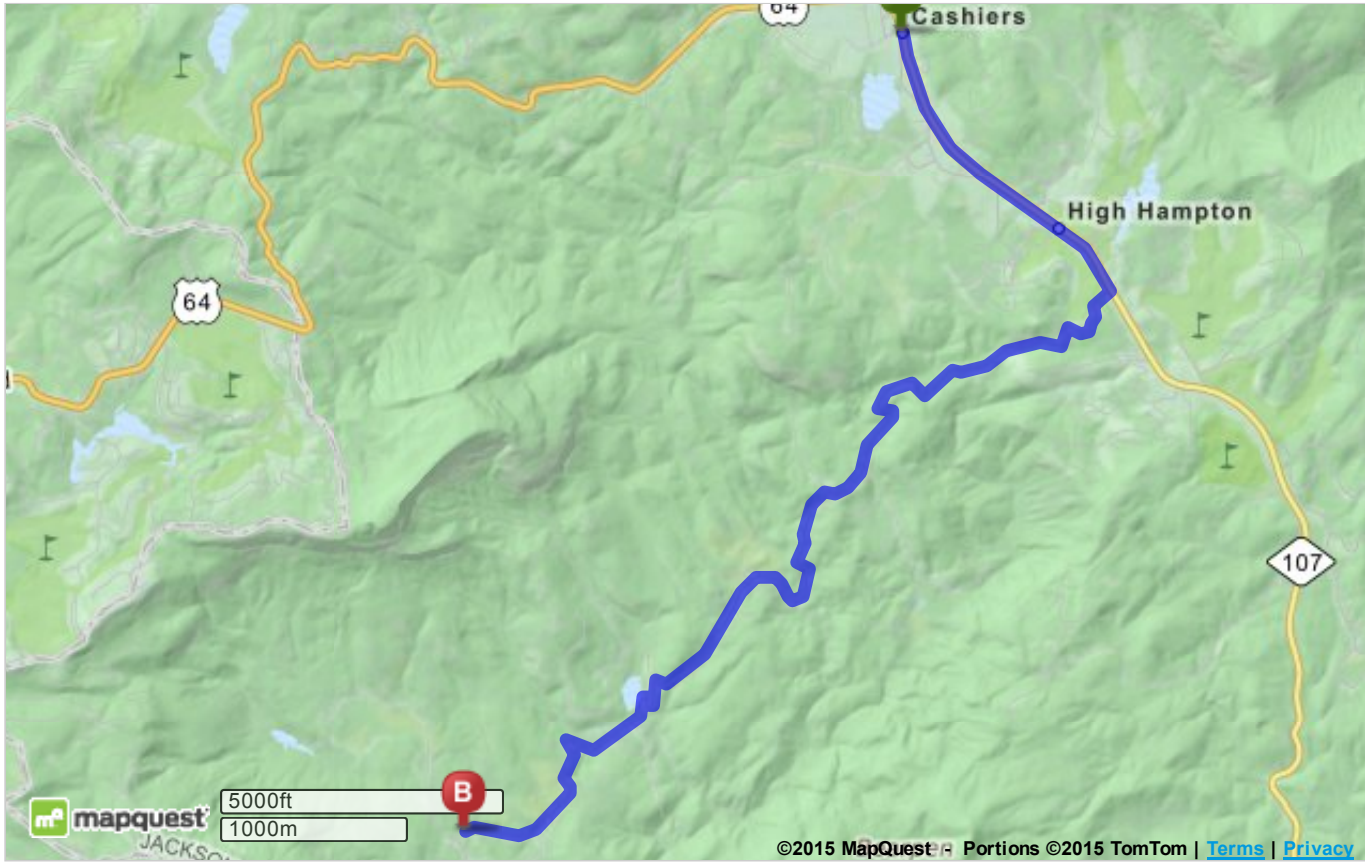 64
Cashiers
High Hampton
64
107
B
5000ft
mapquest
1000m
©2015 MapQuest - Portions ©2015 TomTom | Terms | Privacy